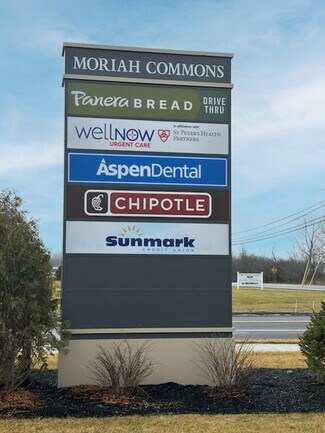 MORIAH COMMONS
Panera BREAD DRIVE THRU
wellNOW URGENT CARE in affiliation with ST PETER'S HEALTH PARTNERS
AspenDental
CHIPOTLE
Sunmark
CREDIT UNION